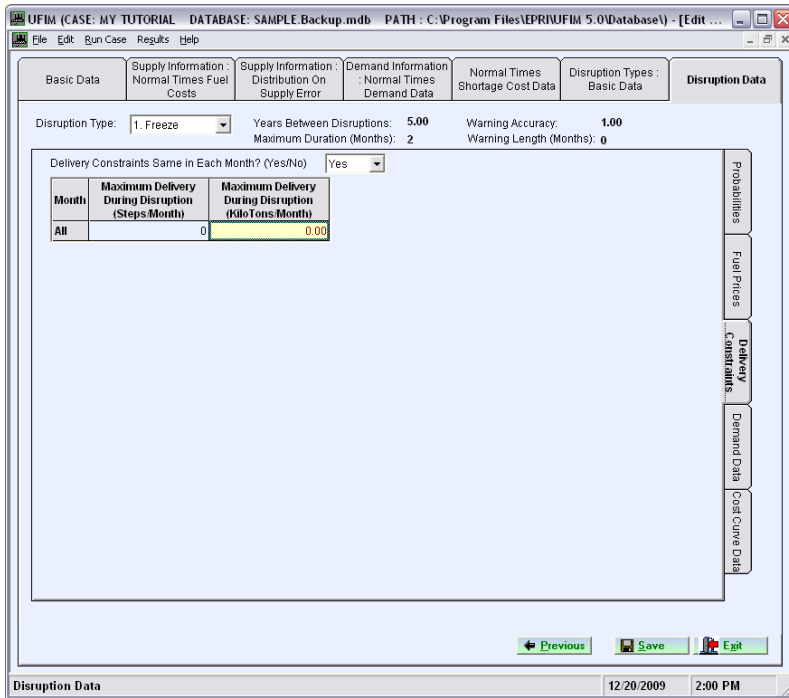 UFIM (CASE: MY TUTORIAL DATABASE: SAMPLE.Backup.mdb PATH : C:\Program Files\EPRI\UFIM 5.0\Database\) - [Edit ...
File Edit Run Case Results Help
Basic Data
Supply Information :
Normal Times Fuel
Costs
Supply Information :
Distribution On
Supply Error
Demand Information
: Normal Times
Demand Data
Normal Times
Shortage Cost Data
Disruption Types :
Basic Data
Disruption Data
Disruption Type: 1. Freeze
Years Between Disruptions: 5.00
Warning Accuracy: 1.00
Maximum Duration (Months): 2
Warning Length (Months): 0
Delivery Constraints Same in Each Month? (Yes/No) Yes
Month
Maximum Delivery
During Disruption
(Steps/Month)
Maximum Delivery
During Disruption
(KiloTons/Month)
All 0 0.00
Probabilities
Fuel Prices
Delivery
Constraints
Demand Data
Cost Curve Data
Previous Save Exit
Disruption Data 12/20/2009 2:00 PM